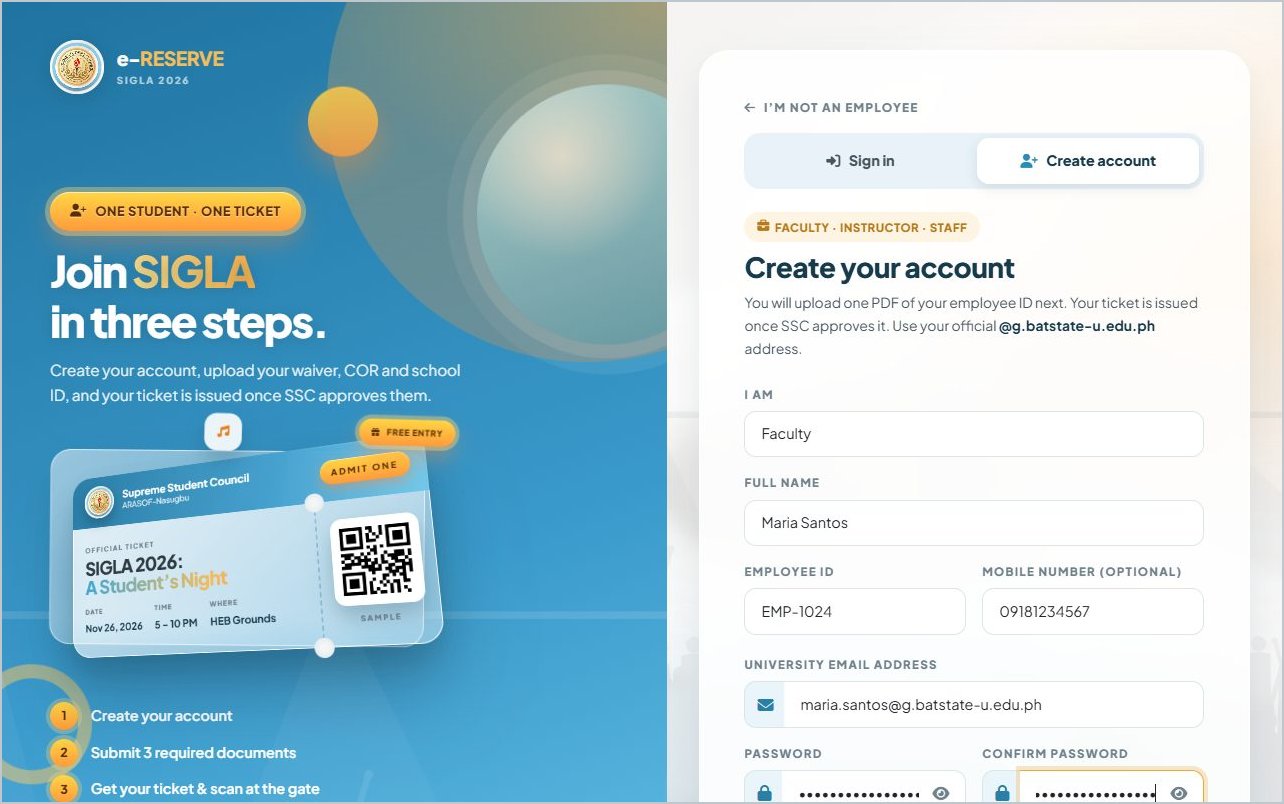 e-RESERVE
SIGLA 2026
ONE STUDENT · ONE TICKET
Join SIGLA
in three steps.
Create your account, upload your waiver, COR and school
ID, and your ticket is issued once SSC approves them.
FREE ENTRY
ADMIT ONE
Supreme Student Council
ARASOF-Nasugbu
OFFICIAL TICKET
SIGLA 2026:
A Student's Night
DATE
TIME
WHERE
Nov 26, 2026
5 – 10 PM
HEB Grounds
SAMPLE
1 Create your account
2 Submit 3 required documents
3 Get your ticket & scan at the gate
← I'M NOT AN EMPLOYEE
Sign in
Create account
FACULTY · INSTRUCTOR · STAFF
Create your account
You will upload one PDF of your employee ID next. Your ticket is issued
once SSC approves it. Use your official @g.batstate-u.edu.ph
address.
I AM
Faculty
FULL NAME
Maria Santos
EMPLOYEE ID
MOBILE NUMBER (OPTIONAL)
EMP-1024
09181234567
UNIVERSITY EMAIL ADDRESS
maria.santos@g.batstate-u.edu.ph
PASSWORD
CONFIRM PASSWORD